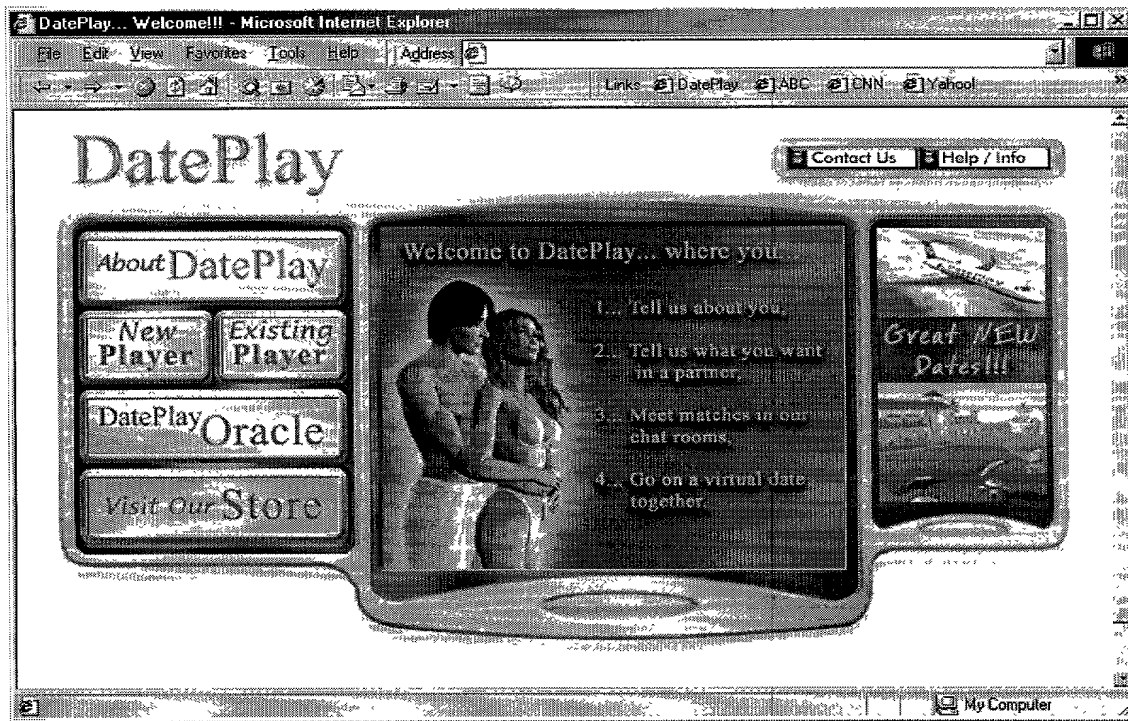 DatePlay... Welcome!!! - Microsoft Internet Explorer
File Edit View Favorites Tools Help Address
Links DatePlay ABC CNN Yahoo!
DatePlay
Contact Us Help / Info
About DatePlay
New Player
Existing Player
DatePlay Oracle
Visit Our Store
Welcome to DatePlay... where you...
1... Tell us about you,
2... Tell us what you want
in a partner,
3... Meet matches in our
chat rooms,
4... Go on a virtual date
together.
Great NEW
Dates!!!
My Computer